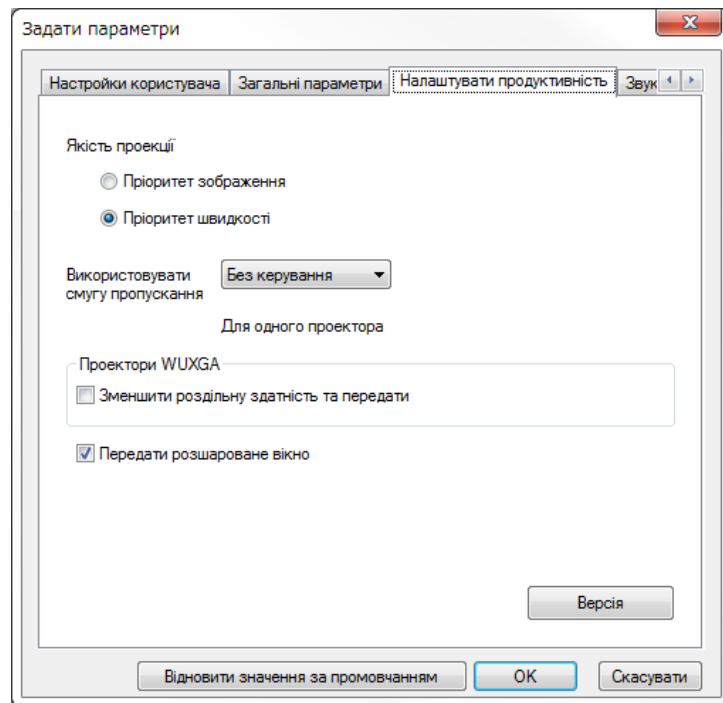 Задати параметри
Настройки користувача Загальні параметри Налаштувати продуктивність Звук
Якість проекції
Пріоритет зображення
Пріоритет швидкості
Використовувати смугу пропускання Без керування
Для одного проектора
Проектори WUXGA
Зменшити роздільну здатність та передати
Передати розшароване вікно
Версія
Відновити значення за промовчанням OK Скасувати